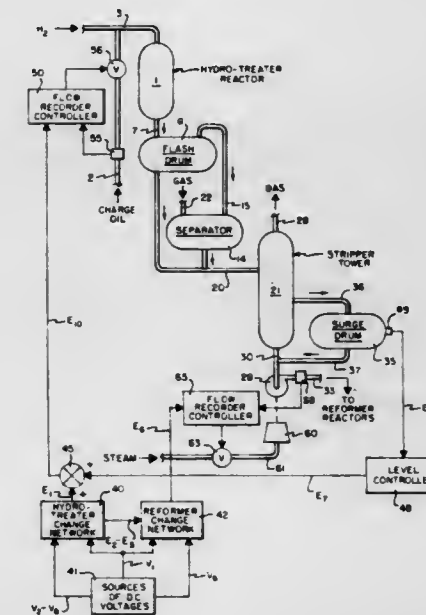 H2
3
56
V
50
FLOW
RECORDER
CONTROLLER
1
HYDRO-TREATER
REACTOR
7
55
2
CHARGE
OIL
FLASH
DRUM
GAS
22
15
SEPARATOR
14
GAS
28
STRIPPER
TOWER
20
21
36
SURGE
DRUM
35
30
37
29
33
TO
REFORMER
REACTORS
E10
65
FLOW
RECORDER
CONTROLLER
E6
STEAM
63
V
60
61
45
E1
+
+
E7
LEVEL
CONTROLLER
48
40
HYDRO-
TREATER
CHANGE
NETWORK
E2-E5
REFORMER
CHANGE
NETWORK
42
V1
41
SOURCES
OF DC
VOLTAGES